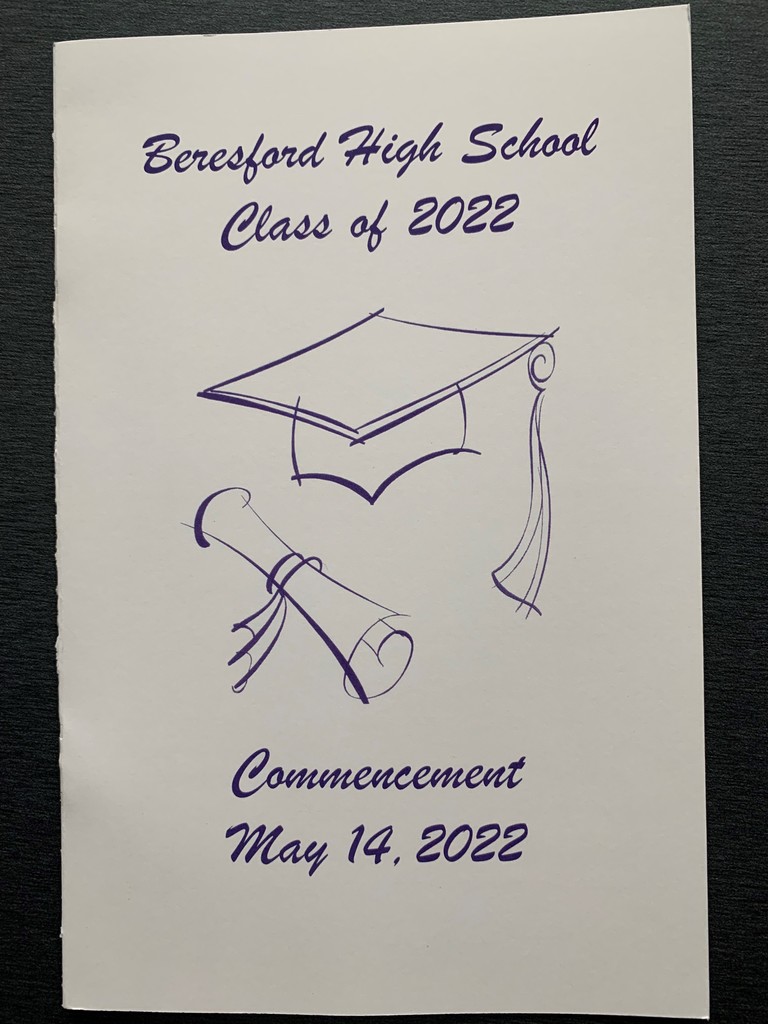 Beresford High School
Class of 2022
Commencement
May 14, 2022